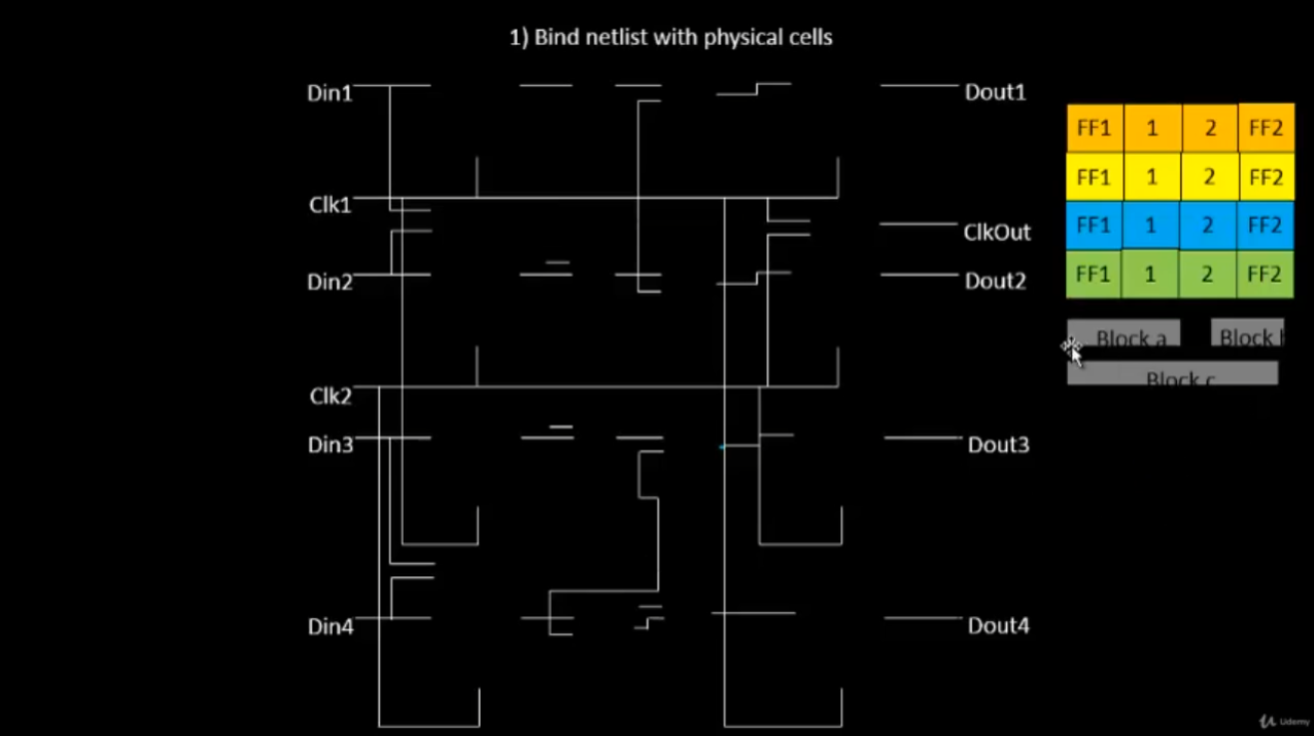 1) Bind netlist with physical cells
Din1
Dout1
FF1 1 2 FF2
FF1 1 2 FF2
Clk1
ClkOut
FF1 1 2 FF2
Din2
Dout2
FF1 1 2 FF2
Block a
Block
Block c
Clk2
Din3
Dout3
Din4
Dout4
Udemy